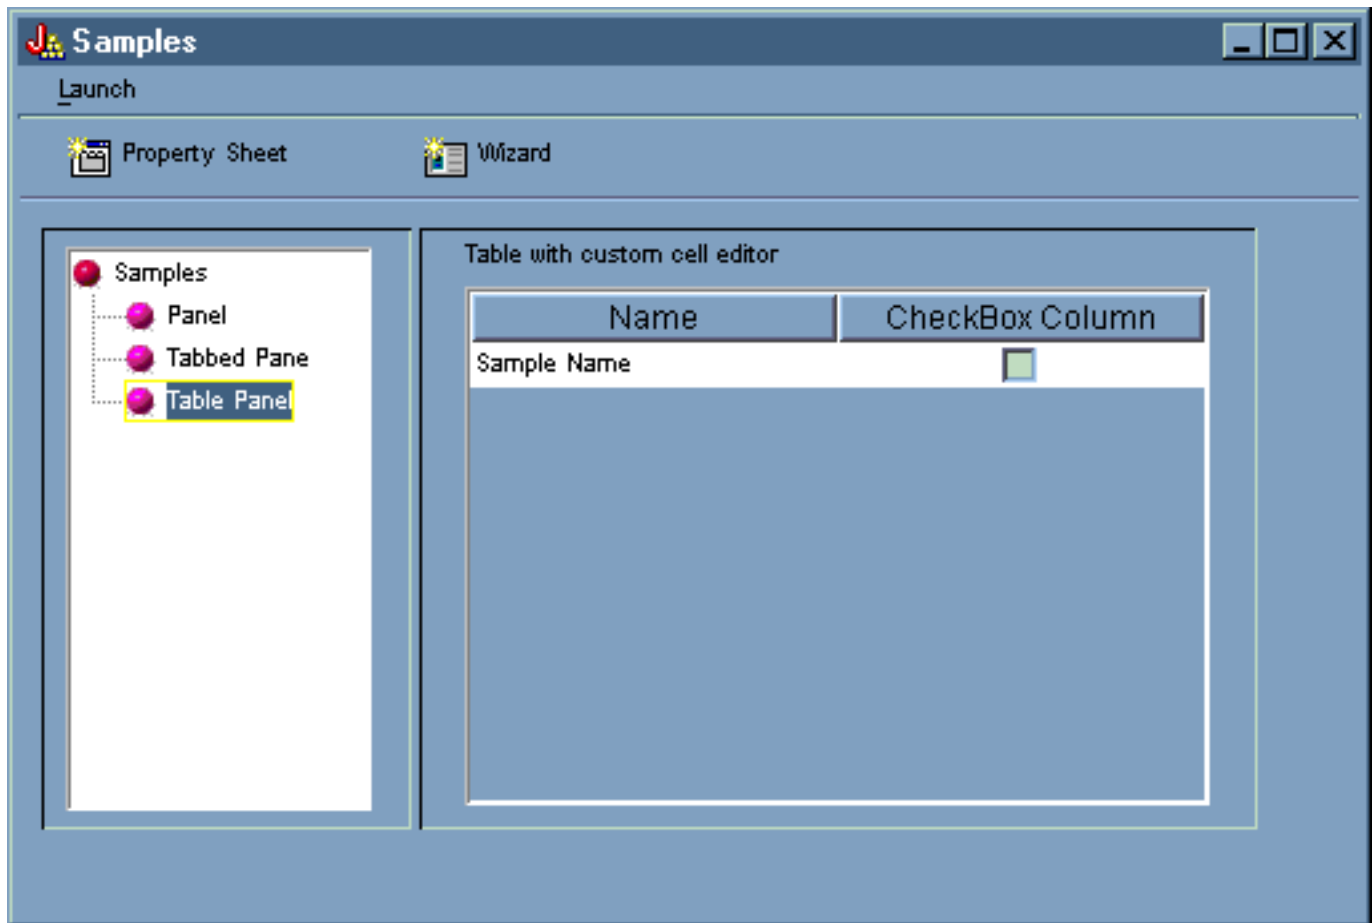 Samples
Launch
Property Sheet
Wizard
Samples
Panel
Tabbed Pane
Table Panel
Table with custom cell editor
Name
CheckBox Column
Sample Name